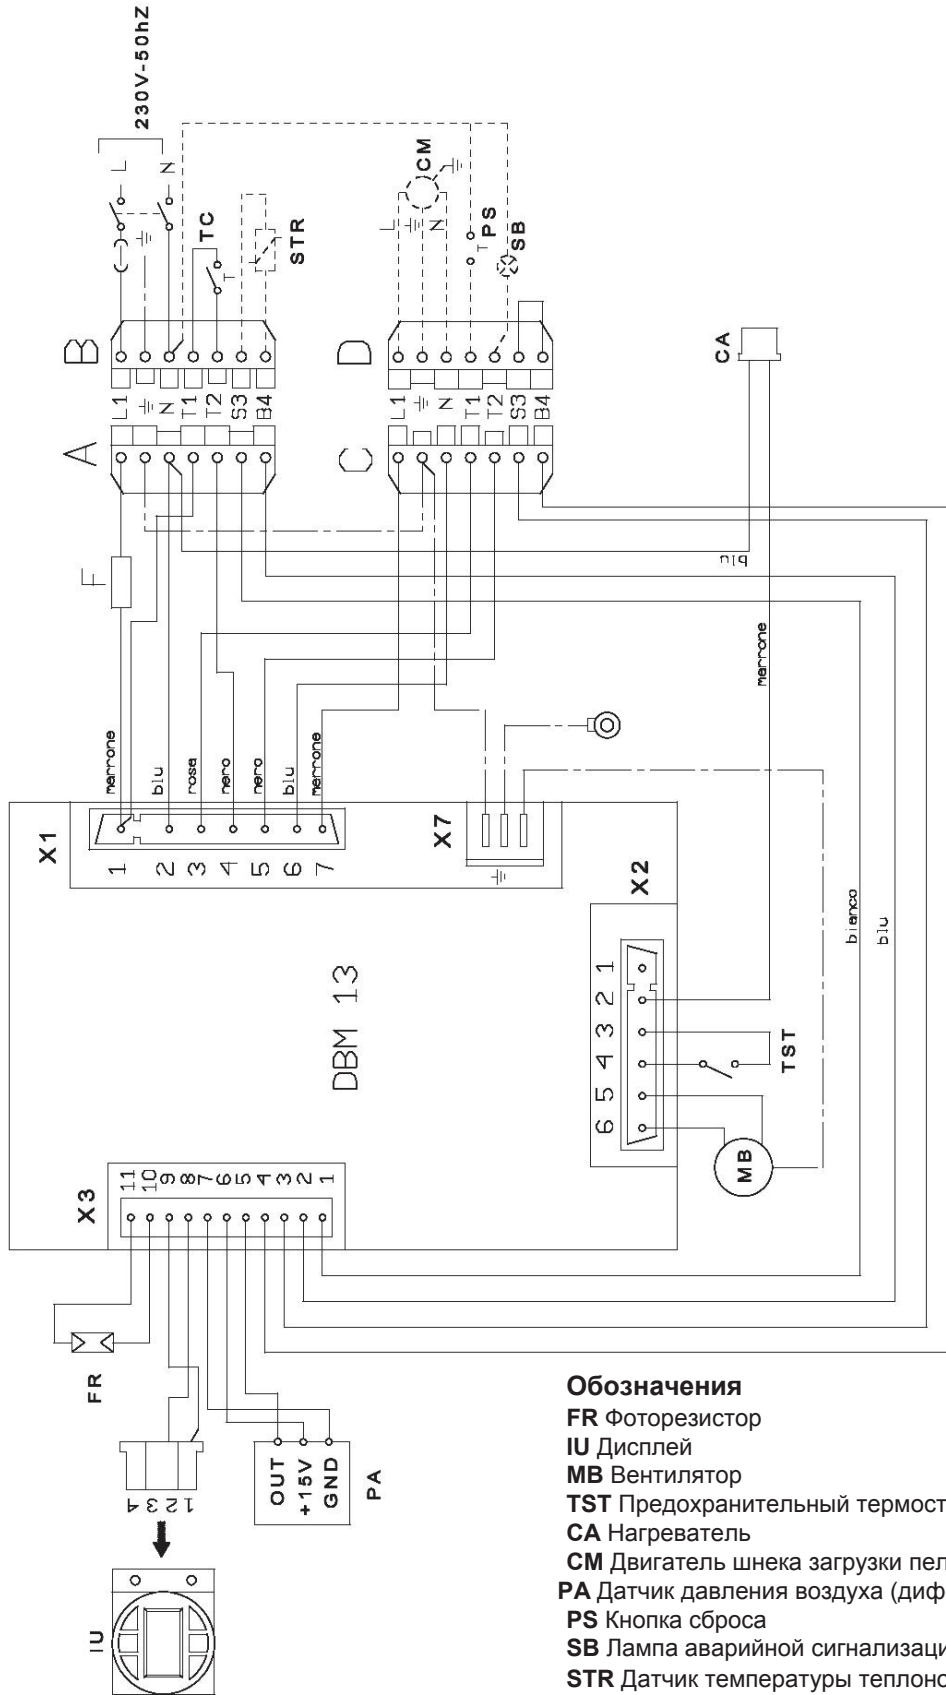 230V-50hZ
L
N
TC
STR
B
A
L1
N
T1
T2
S3
B4
F
L
N
CM
PS
SB
D
C
L1
N
T1
T2
S3
B4
CA
blu
marrone
marrone
blu
rosa
nero
nero
blu
marrone
X1
1
2
3
4
5
6
7
X7
DBM 13
X2
1
2
3
4
5
6
TST
MB
bianco
blu
X3
11
10
9
8
7
6
5
4
3
2
1
FR
4
3
2
1
OUT
+15V
GND
PA
IU
Обозначения
FR Фоторезистор
IU Дисплей
MB Вентилятор
TST Предохранительный термост
CA Нагреватель
CM Двигатель шнека загрузки пел
PA Датчик давления воздуха (диф
PS Кнопка сброса
SB Лампа аварийной сигнализаци
STR Датчик температуры теплоно